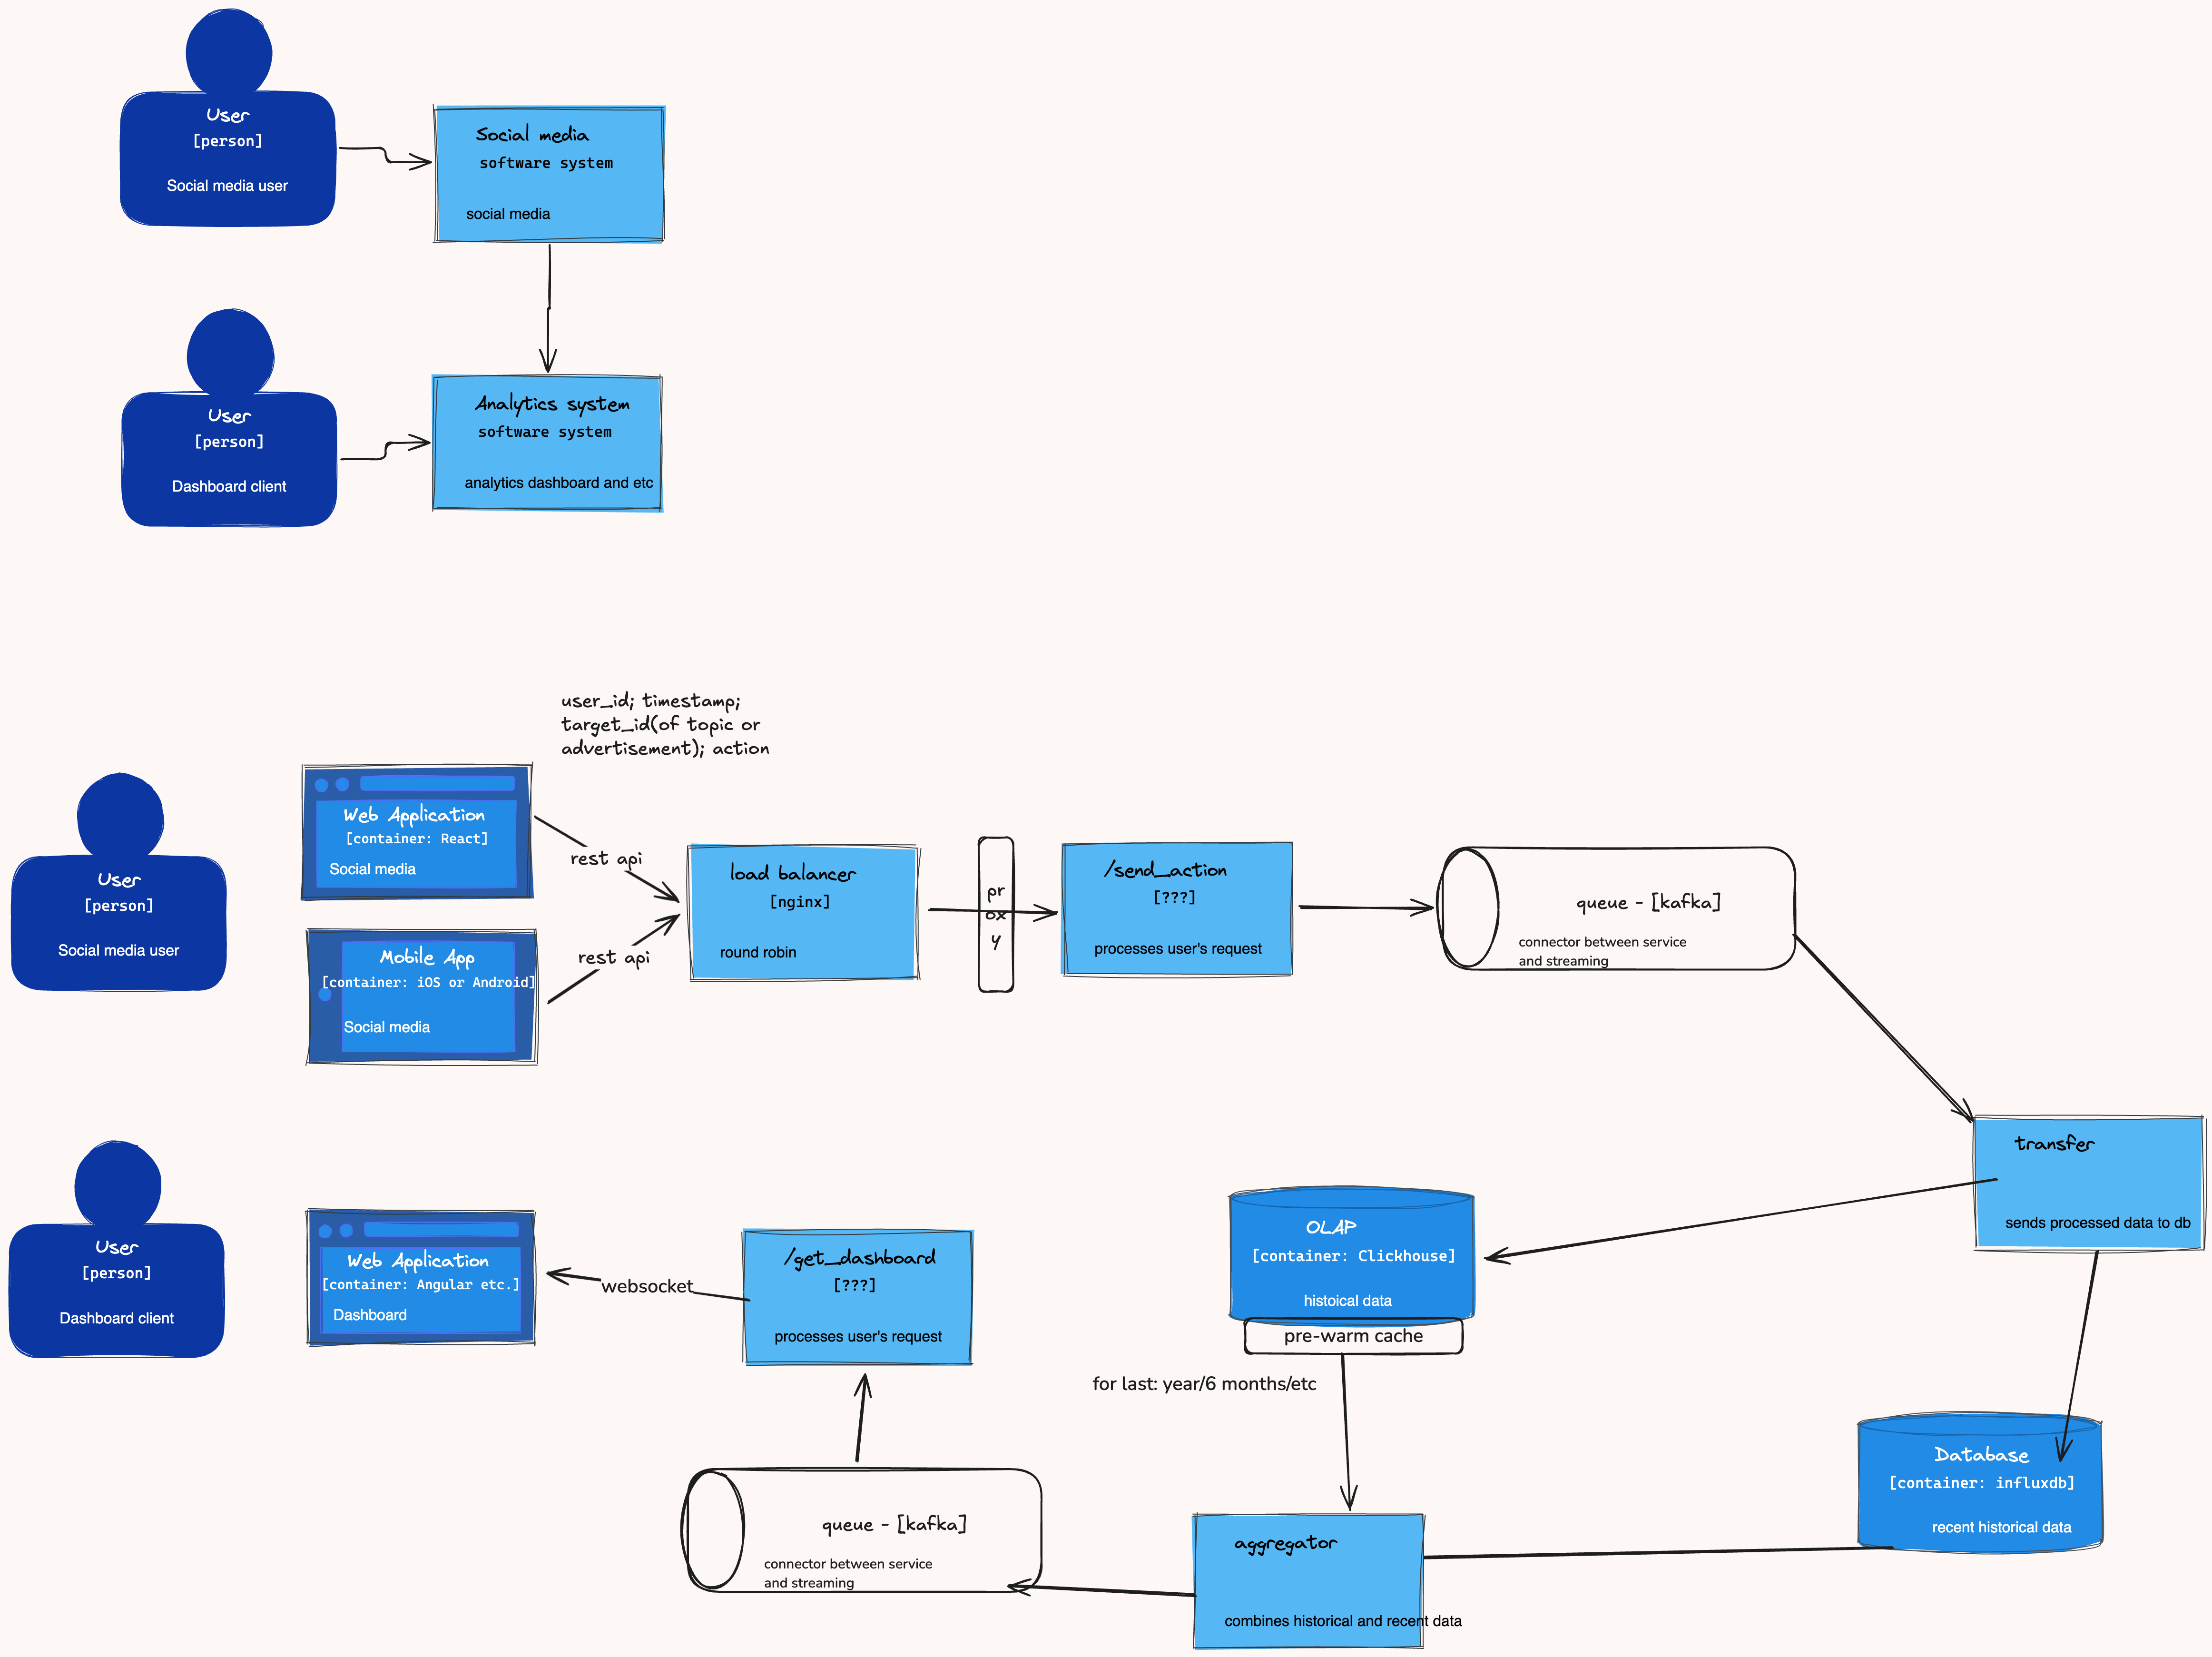 User
[person]
Social media user
Social media
software system
social media
User
[person]
Dashboard client
Analytics system
software system
analytics dashboard and etc
user_id; timestamp;
target_id(of topic or
advertisement); action
User
[person]
Social media user
Web Application
[container: React]
Social media
rest api
Mobile App
[container: iOS or Android]
Social media
rest api
load balancer
[nginx]
round robin
pr
ox
y
/send_action
[???]
processes user's request
queue - [kafka]
connector between service
and streaming
transfer
sends processed data to db
User
[person]
Dashboard client
Web Application
[container: Angular etc.]
Dashboard
websocket
/get_dashboard
[???]
processes user's request
OLAP
[container: Clickhouse]
histoical data
pre-warm cache
for last: year/6 months/etc
Database
[container: influxdb]
recent historical data
queue - [kafka]
connector between service
and streaming
aggregator
combines historical and recent data